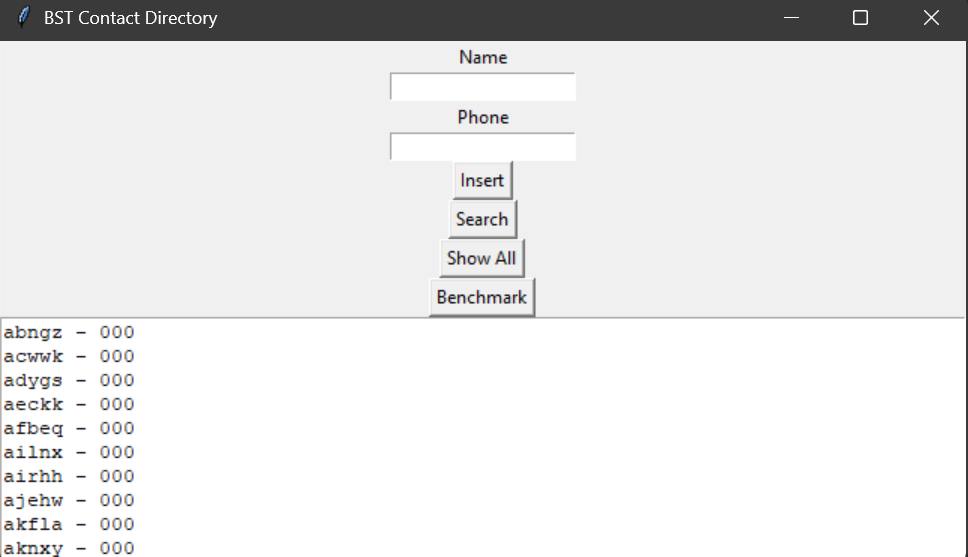 BST Contact Directory
Name
Phone
Insert
Search
Show All
Benchmark
abngz - 000
acwwk - 000
adygs - 000
aeckk - 000
afbeq - 000
ailnx - 000
airhh - 000
ajehw - 000
akfla - 000
aknxy - 000